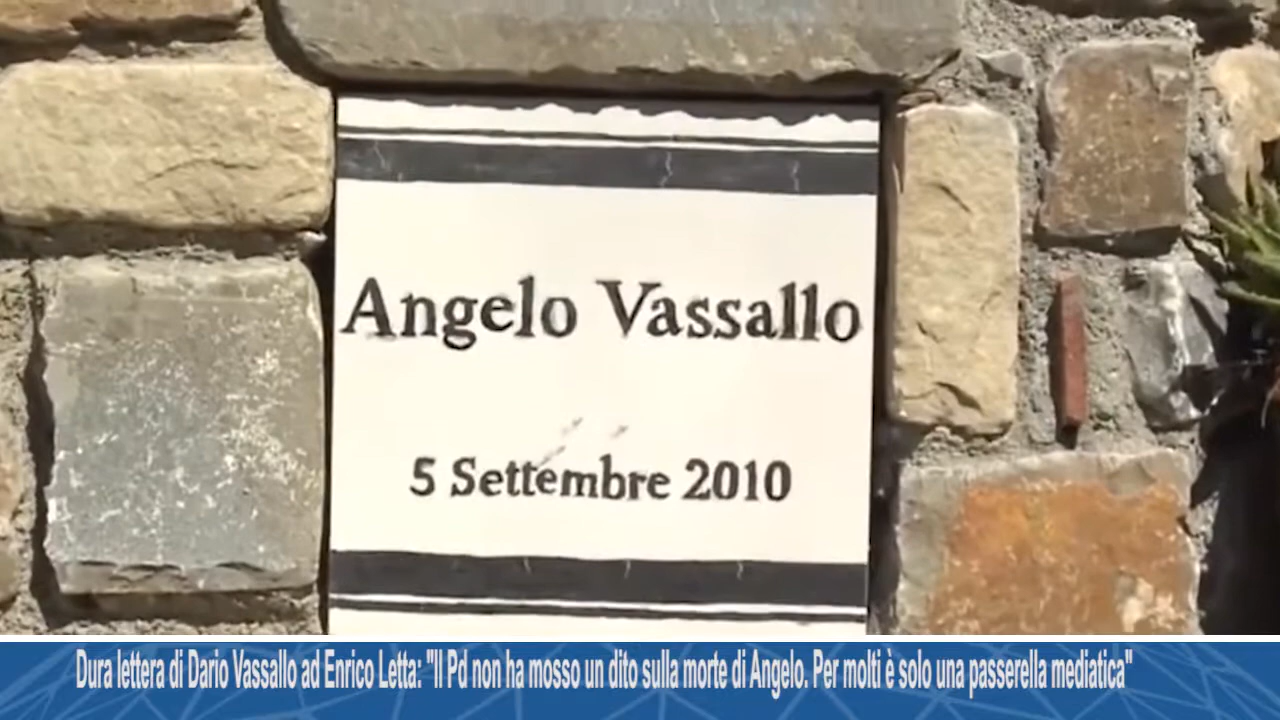 Angelo Vassallo
5 Settembre 2010
Dura lettera di Dario Vassallo ad Enrico Letta: "Il Pd non ha mosso un dito sulla morte di Angelo. Per molti è solo una passerella mediatica"